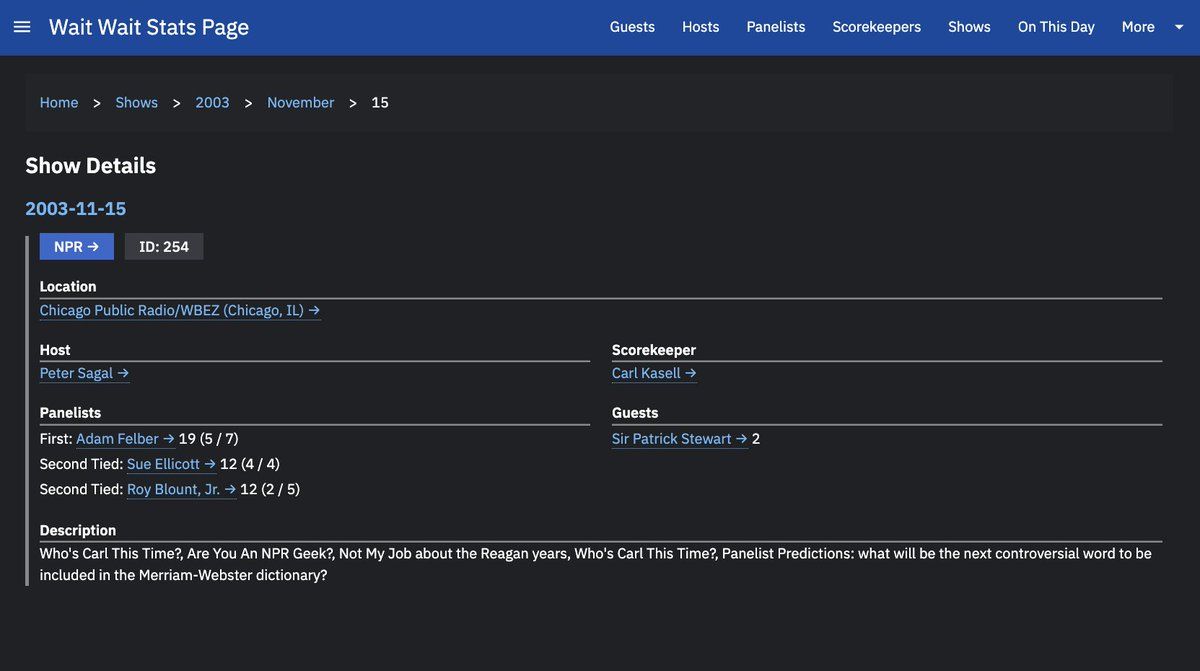 Wait Wait Stats Page
Guests Hosts Panelists Scorekeepers Shows On This Day More
Home > Shows > 2003 > November > 15
Show Details
2003-11-15
NPR → ID: 254
Location
Chicago Public Radio/WBEZ (Chicago, IL) →
Host
Peter Sagal →
Scorekeeper
Carl Kasell →
Panelists
First: Adam Felber → 19 (5 / 7)
Second Tied: Sue Ellicott → 12 (4 / 4)
Second Tied: Roy Blount, Jr. → 12 (2 / 5)
Guests
Sir Patrick Stewart → 2
Description
Who's Carl This Time?, Are You An NPR Geek?, Not My Job about the Reagan years, Who's Carl This Time?, Panelist Predictions: what will be the next controversial word to be
included in the Merriam-Webster dictionary?